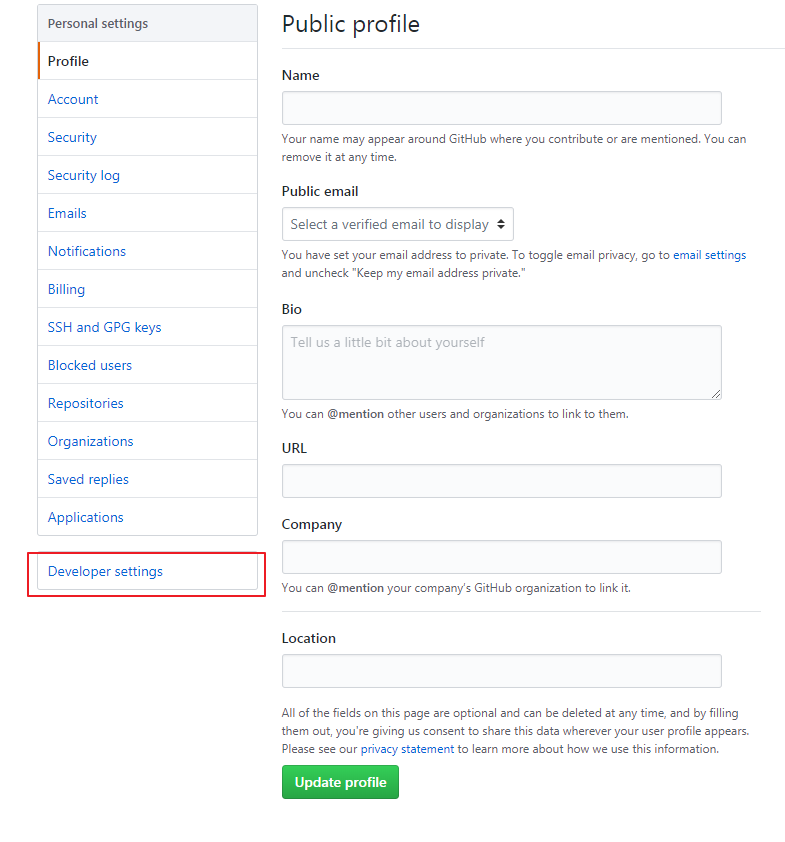 Personal settings
Profile
Account
Security
Security log
Emails
Notifications
Billing
SSH and GPG keys
Blocked users
Repositories
Organizations
Saved replies
Applications
Developer settings
Public profile
Name
Your name may appear around GitHub where you contribute or are mentioned. You can
remove it at any time.
Public email
Select a verified email to display
You have set your email address to private. To toggle email privacy, go to email settings
and uncheck "Keep my email address private."
Bio
Tell us a little bit about yourself
You can @mention other users and organizations to link to them.
URL
Company
You can @mention your company's GitHub organization to link it.
Location
All of the fields on this page are optional and can be deleted at any time, and by filling
them out, you're giving us consent to share this data wherever your user profile appears.
Please see our privacy statement to learn more about how we use this information.
Update profile